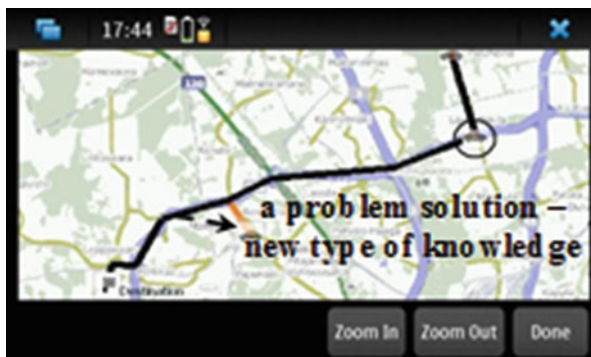 17:44
a problem solution –
new type of knowledge
Destination
Zoom In
Zoom Out
Done